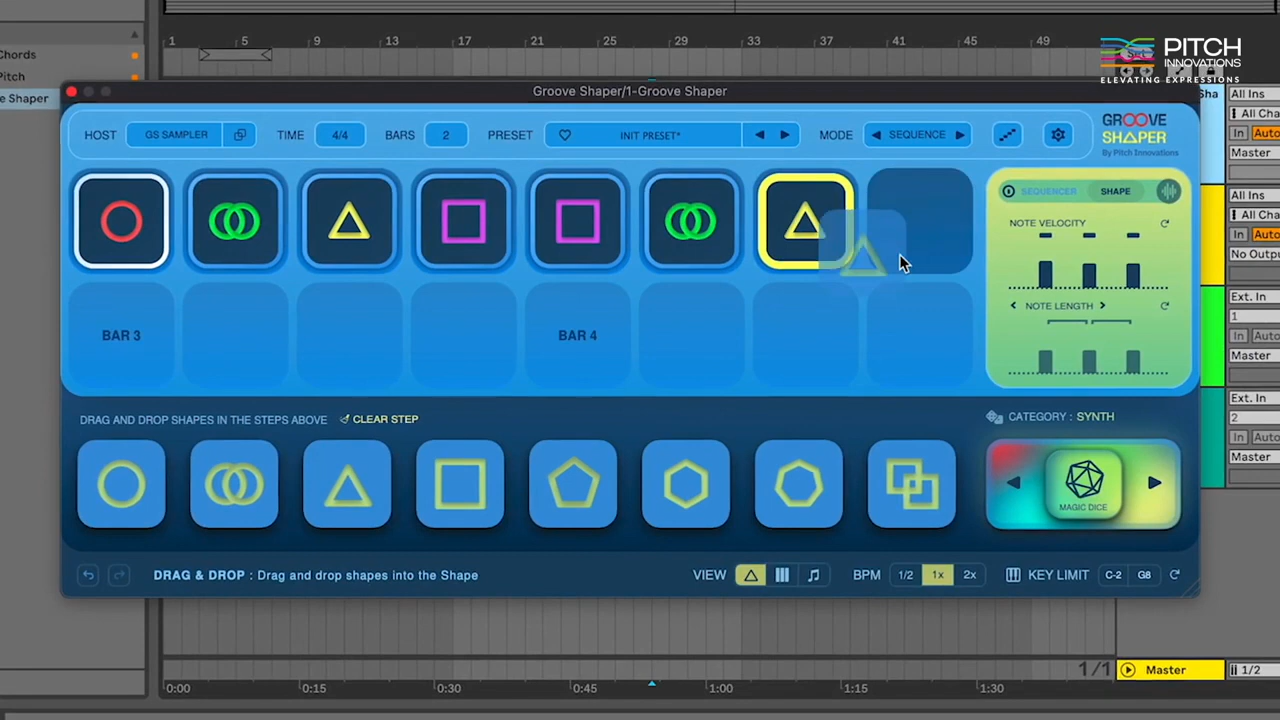 PITCH
INNOVATIONS
ELEVATING EXPRESSIONS
1 5 9 13 17 21 25 29 33 37 41 45 49
Chords
Pitch
e Shaper
Groove Shaper/1-Groove Shaper
HOST GS SAMPLER TIME 4/4 BARS 2 PRESET INIT PRESET* MODE SEQUENCE
GROOVE
SHAPER
By Pitch Innovations
SEQUENCER SHAPE
NOTE VELOCITY
NOTE LENGTH
BAR 3 BAR 4
DRAG AND DROP SHAPES IN THE STEPS ABOVE CLEAR STEP
CATEGORY : SYNTH
MAGIC DICE
DRAG & DROP : Drag and drop shapes into the Shape
VIEW BPM 1/2 1x 2x KEY LIMIT C-2 G8
Sha
All Ins
All Cha
In Auto
Master
All Ins
All Cha
In Auto
No Outpu
Ext. In
1
In Auto
Master
Ext. In
2
In Auto
Master
1/1 Master 1/2
0:00 0:15 0:30 0:45 1:00 1:15 1:30